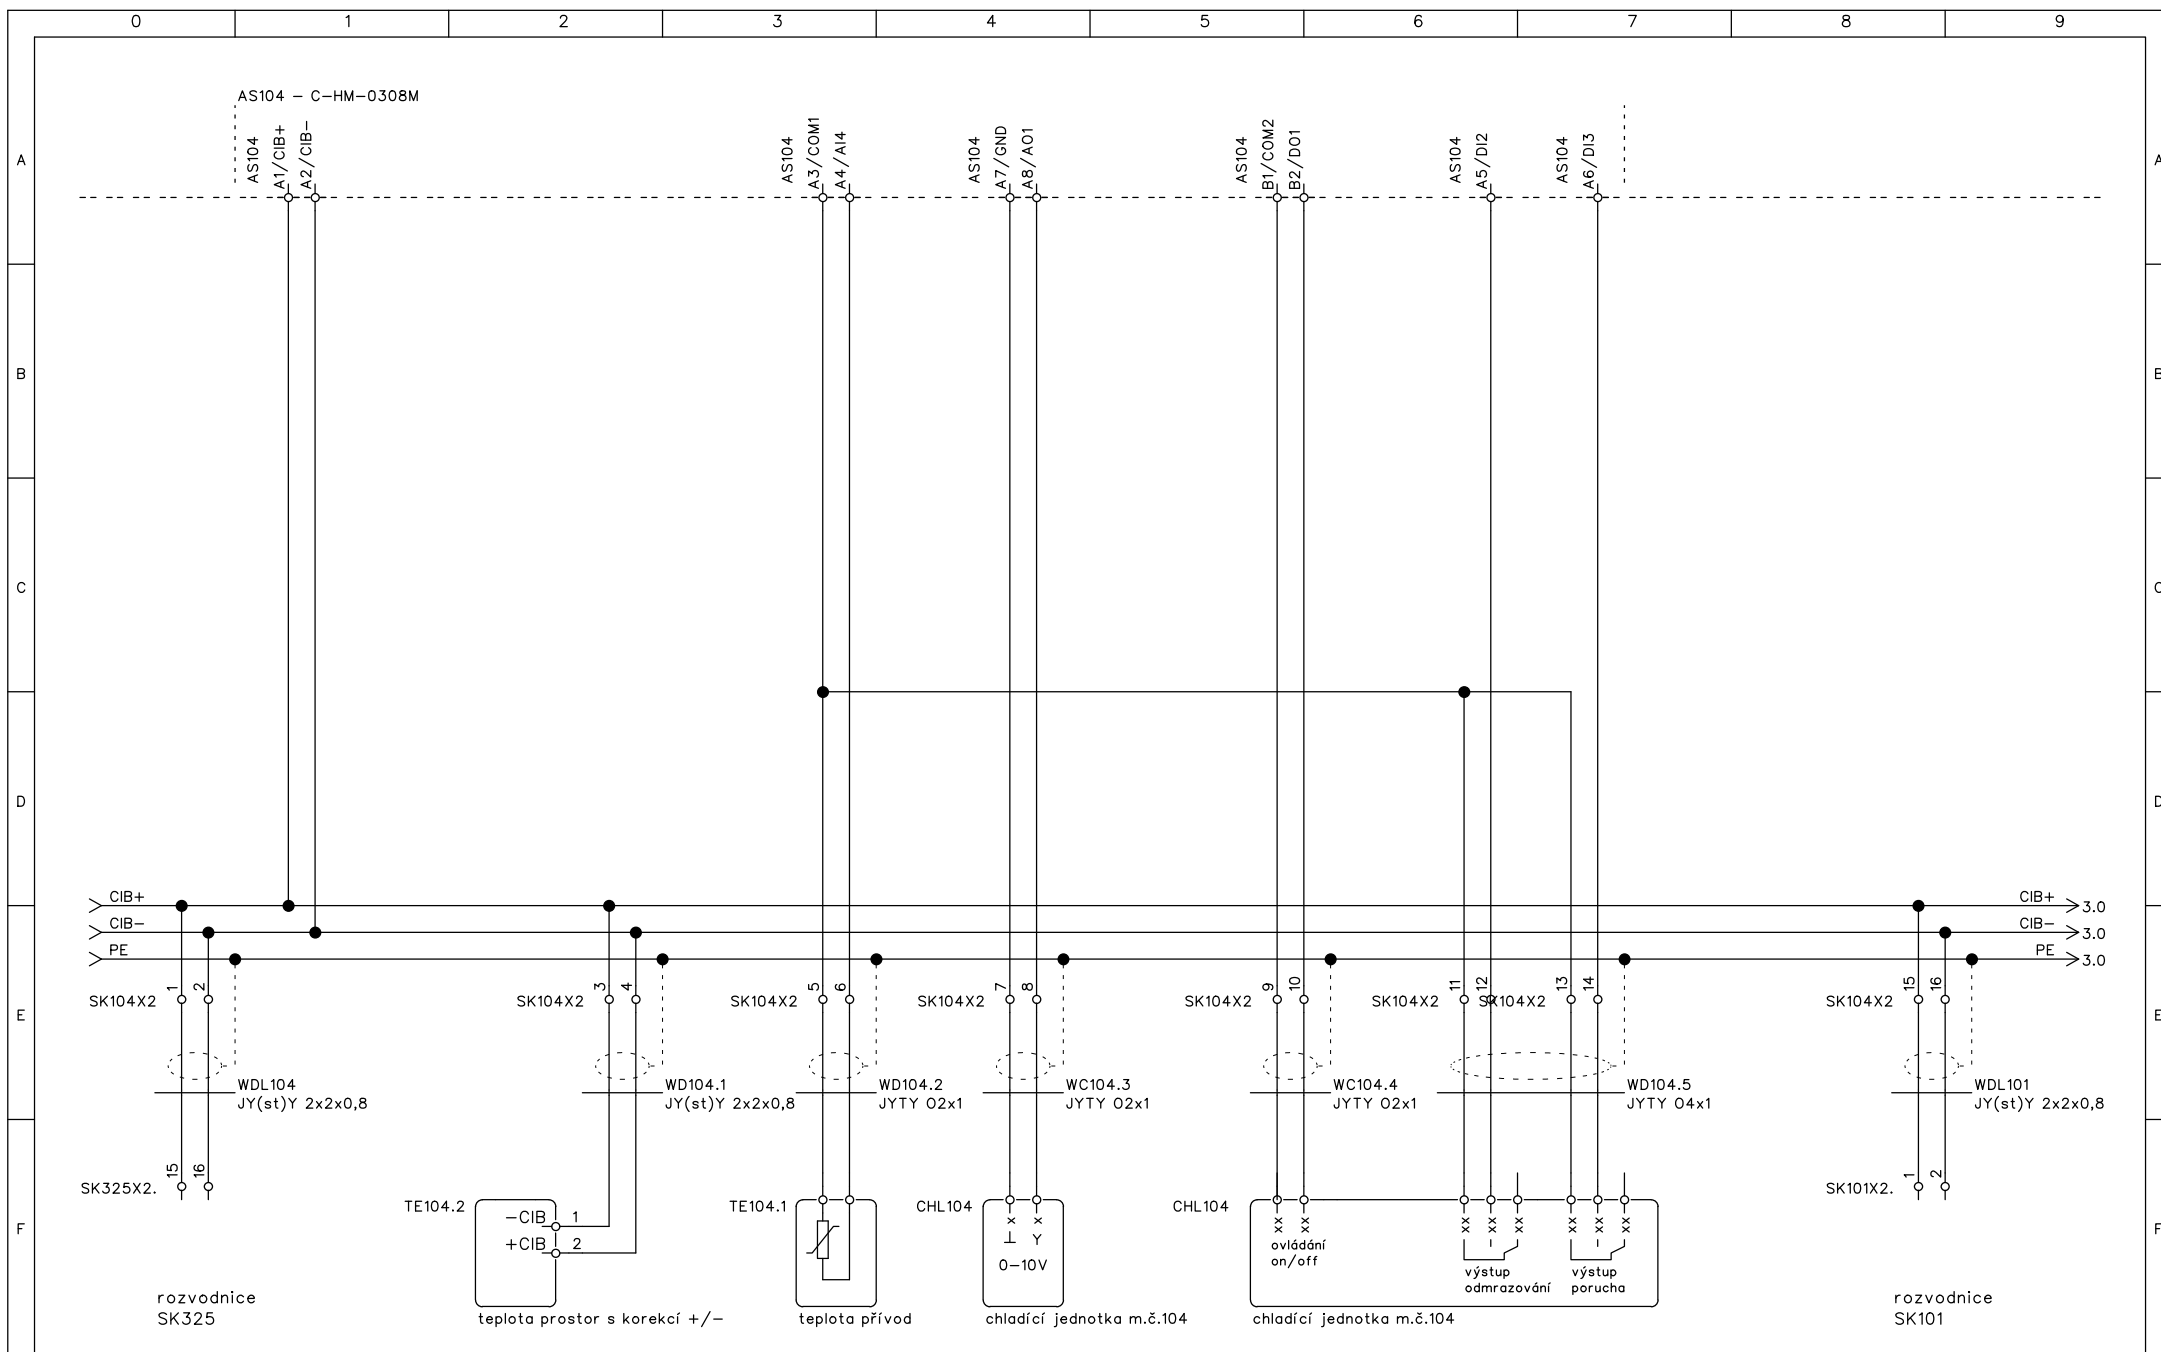 0 1 2 3 4 5 6 7 8 9
AS104 - C-HM-0308M
AS104
A1/CIB+
A2/CIB-
AS104
A3/COM1
A4/AI4
AS104
A7/GND
A8/AO1
AS104
B1/COM2
B2/DO1
AS104
A5/DI2
AS104
A6/DI3
A A
B B
C C
D D
CIB+ CIB+ 3.0
CIB- CIB- 3.0
PE PE 3.0
SK104X2 1 2
SK104X2 3 4
SK104X2 5 6
SK104X2 7 8
SK104X2 9 10
SK104X2 11 12
SK104X2 13 14
SK104X2 15 16
E E
WDL104
JY(st)Y 2x2x0,8
WD104.1
JY(st)Y 2x2x0,8
WD104.2
JYTY O2x1
WC104.3
JYTY O2x1
WC104.4
JYTY O2x1
WD104.5
JYTY O4x1
WDL101
JY(st)Y 2x2x0,8
SK325X2. 15 16
TE104.2
-CIB 1
+CIB 2
TE104.1
CHL104
x x
⊥ Y
0-10V
CHL104
xx xx xx xx xx xx xx xx
ovládání
on/off
výstup
odmrazování
výstup
porucha
SK101X2. 1 2
F F
rozvodnice
SK325
teplota prostor s korekcí +/-
teplota přívod
chladící jednotka m.č.104
chladící jednotka m.č.104
rozvodnice
SK101